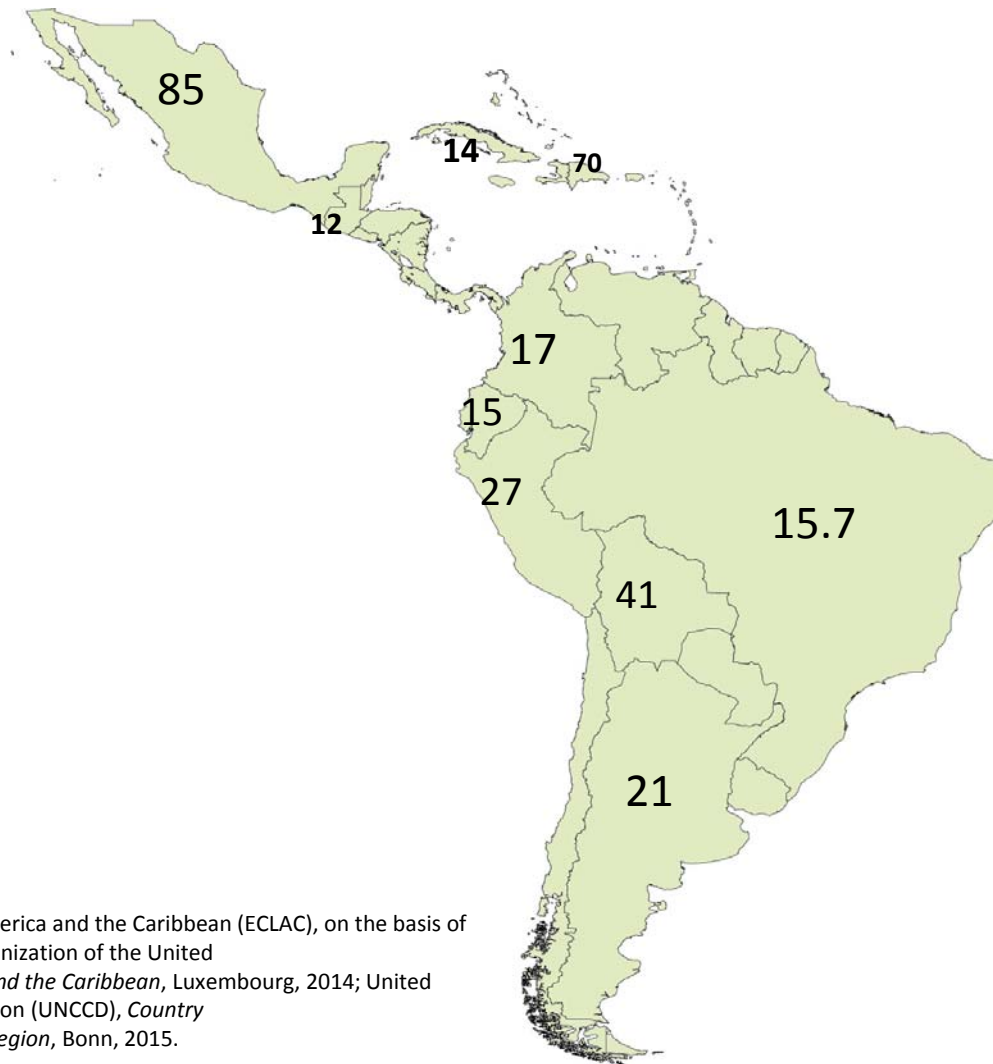 85
14
70
12
17
15
27
15.7
41
21
erica and the Caribbean (ECLAC), on the basis of
nization of the United
nd the Caribbean, Luxembourg, 2014; United
on (UNCCD), Country
egion, Bonn, 2015.